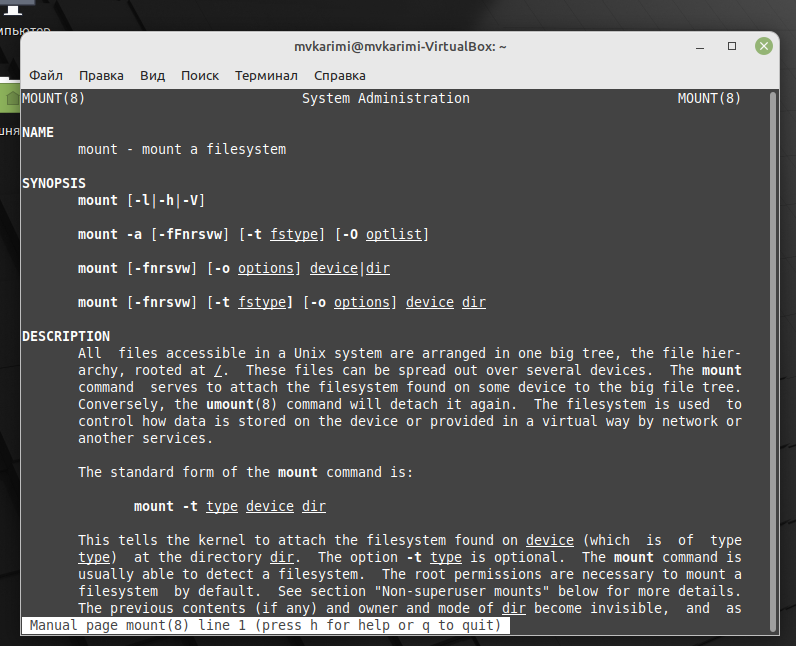 mvkarimi@mvkarimi-VirtualBox: ~
Файл Правка Вид Поиск Терминал Справка
MOUNT(8) System Administration MOUNT(8)
NAME
mount - mount a filesystem
SYNOPSIS
mount [-l|-h|-V]
mount -a [-fFnrsvw] [-t fstype] [-O optlist]
mount [-fnrsvw] [-o options] device|dir
mount [-fnrsvw] [-t fstype] [-o options] device dir
DESCRIPTION
All files accessible in a Unix system are arranged in one big tree, the file hier-
archy, rooted at /. These files can be spread out over several devices. The mount
command serves to attach the filesystem found on some device to the big file tree.
Conversely, the umount(8) command will detach it again. The filesystem is used to
control how data is stored on the device or provided in a virtual way by network or
another services.
The standard form of the mount command is:
mount -t type device dir
This tells the kernel to attach the filesystem found on device (which is of type
type) at the directory dir. The option -t type is optional. The mount command is
usually able to detect a filesystem. The root permissions are necessary to mount a
filesystem by default. See section "Non-superuser mounts" below for more details.
The previous contents (if any) and owner and mode of dir become invisible, and as
Manual page mount(8) line 1 (press h for help or q to quit)